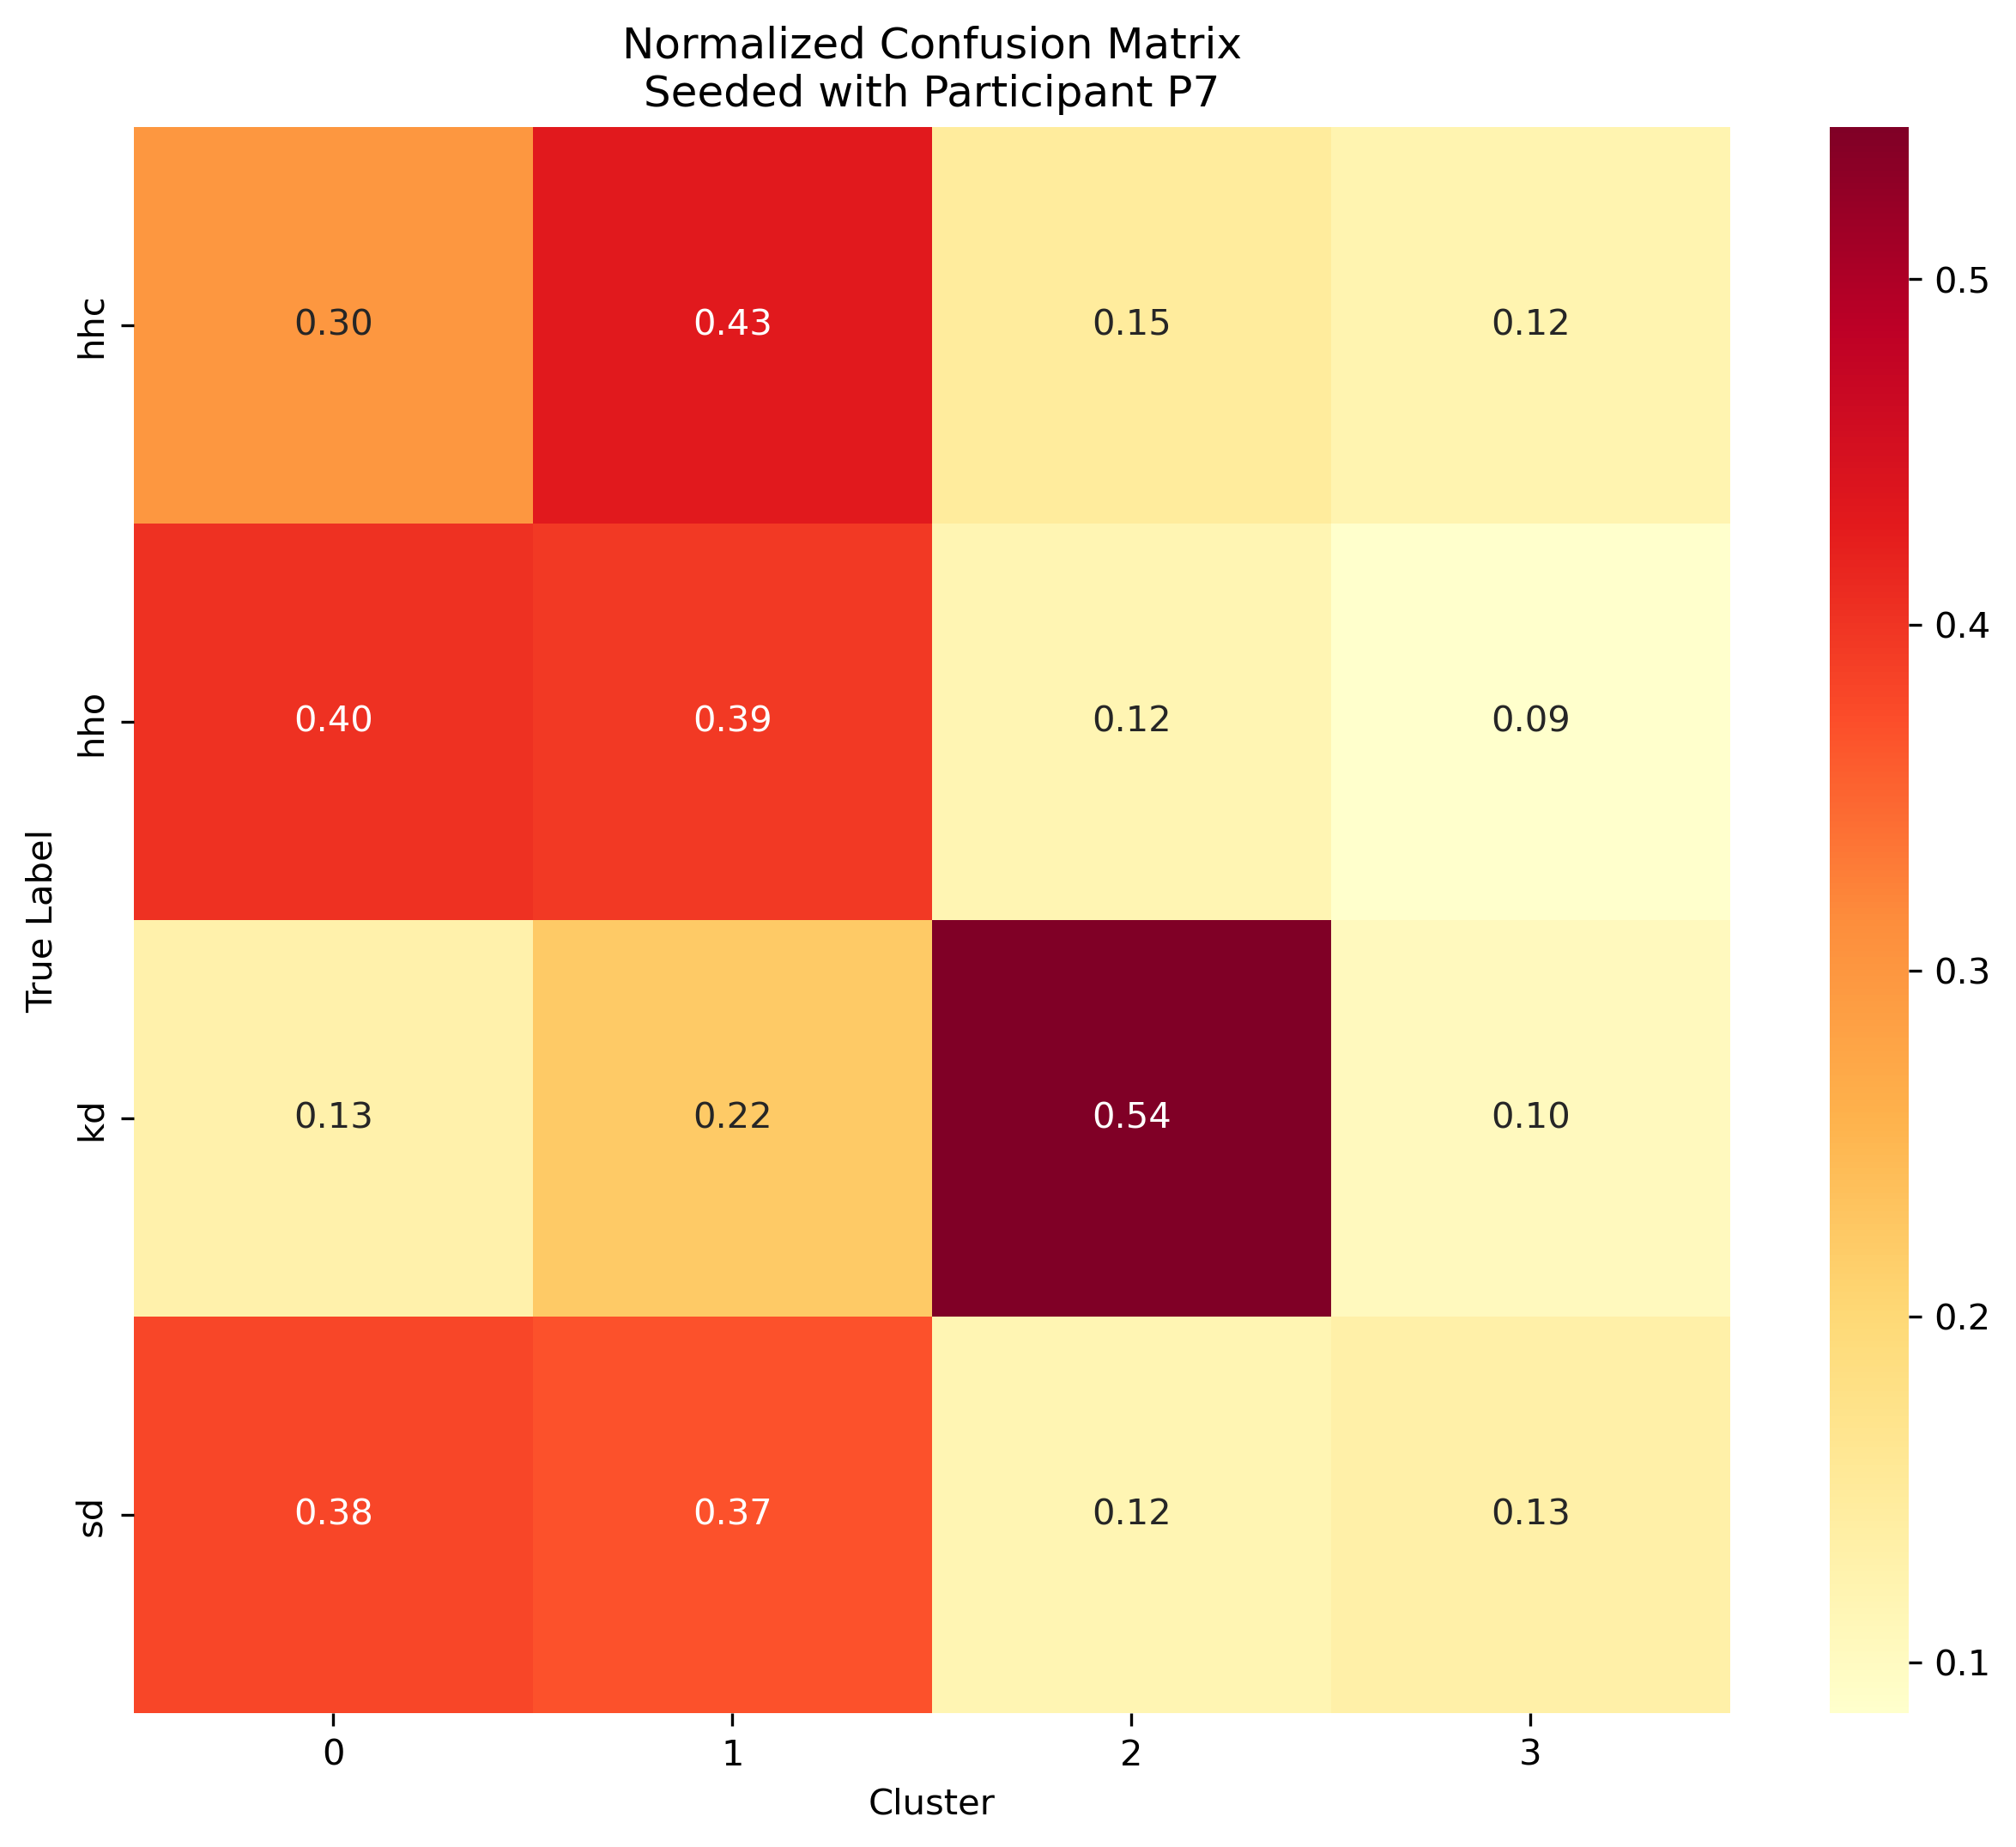 Normalized Confusion Matrix
Seeded with Participant P7
True Label
hhc
0.30 0.43 0.15 0.12
hho
0.40 0.39 0.12 0.09
kd
0.13 0.22 0.54 0.10
sd
0.38 0.37 0.12 0.13
0 1 2 3
Cluster
0.5
0.4
0.3
0.2
0.1